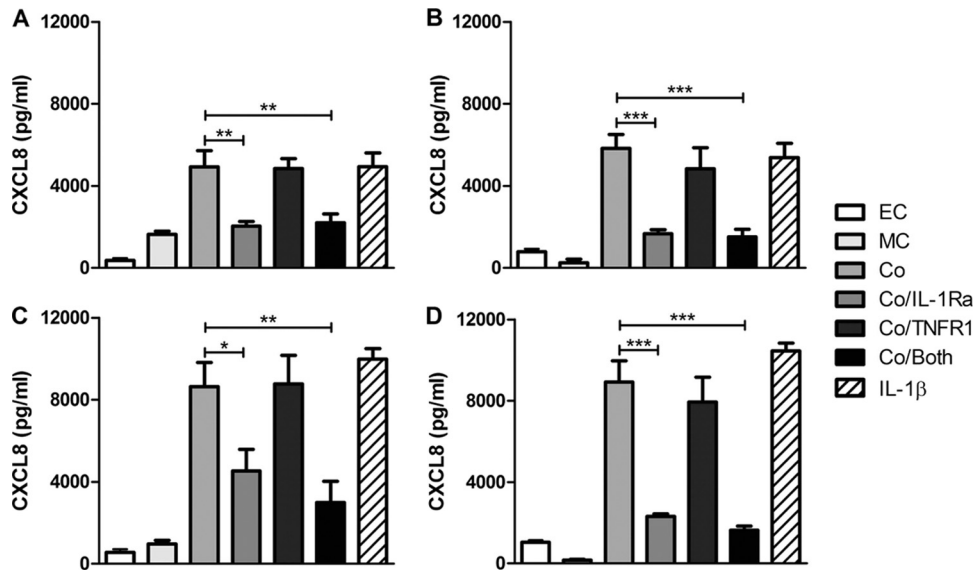 A
CXCL8 (pg/ml)
12000
8000
4000
0
**
**
B
CXCL8 (pg/ml)
12000
8000
4000
0
***
***
C
CXCL8 (pg/ml)
12000
8000
4000
0
**
*
D
CXCL8 (pg/ml)
12000
8000
4000
0
***
***
EC
MC
Co
Co/IL-1Ra
Co/TNFR1
Co/Both
IL-1β